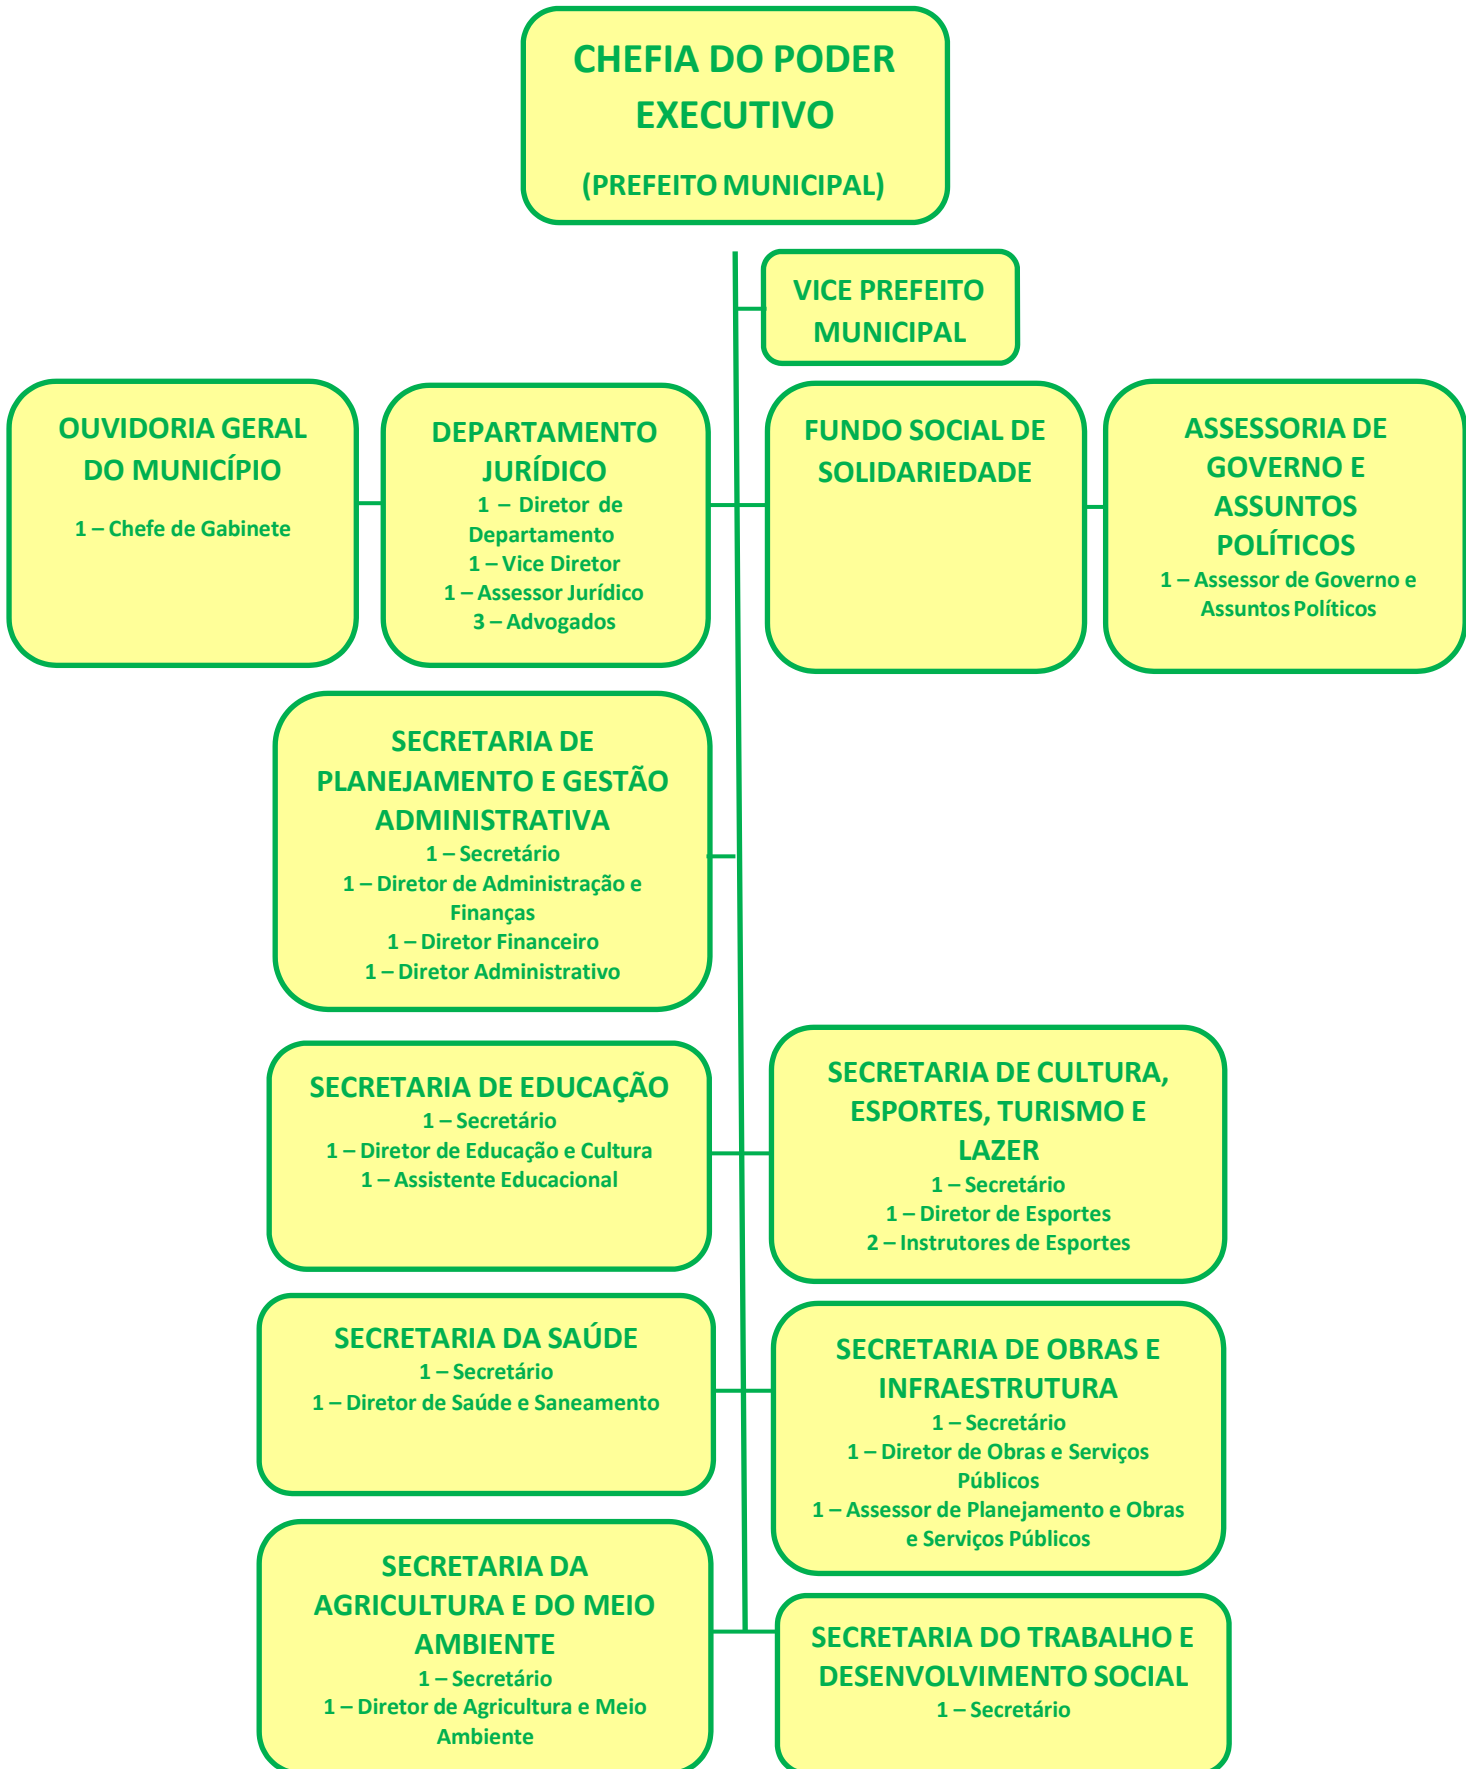 CHEFIA DO PODER
EXECUTIVO
(PREFEITO MUNICIPAL)
VICE PREFEITO
MUNICIPAL
OUVIDORIA GERAL
DO MUNICÍPIO
1 – Chefe de Gabinete
DEPARTAMENTO
JURÍDICO
1 – Diretor de
Departamento
1 – Vice Diretor
1 – Assessor Jurídico
3 – Advogados
FUNDO SOCIAL DE
SOLIDARIEDADE
ASSESSORIA DE
GOVERNO E
ASSUNTOS
POLÍTICOS
1 – Assessor de Governo e
Assuntos Políticos
SECRETARIA DE
PLANEJAMENTO E GESTÃO
ADMINISTRATIVA
1 – Secretário
1 – Diretor de Administração e
Finanças
1 – Diretor Financeiro
1 – Diretor Administrativo
SECRETARIA DE EDUCAÇÃO
1 – Secretário
1 – Diretor de Educação e Cultura
1 – Assistente Educacional
SECRETARIA DE CULTURA,
ESPORTES, TURISMO E
LAZER
1 – Secretário
1 – Diretor de Esportes
2 – Instrutores de Esportes
SECRETARIA DA SAÚDE
1 – Secretário
1 – Diretor de Saúde e Saneamento
SECRETARIA DE OBRAS E
INFRAESTRUTURA
1 – Secretário
1 – Diretor de Obras e Serviços
Públicos
1 – Assessor de Planejamento e Obras
e Serviços Públicos
SECRETARIA DA
AGRICULTURA E DO MEIO
AMBIENTE
1 – Secretário
1 – Diretor de Agricultura e Meio
Ambiente
SECRETARIA DO TRABALHO E
DESENVOLVIMENTO SOCIAL
1 – Secretário